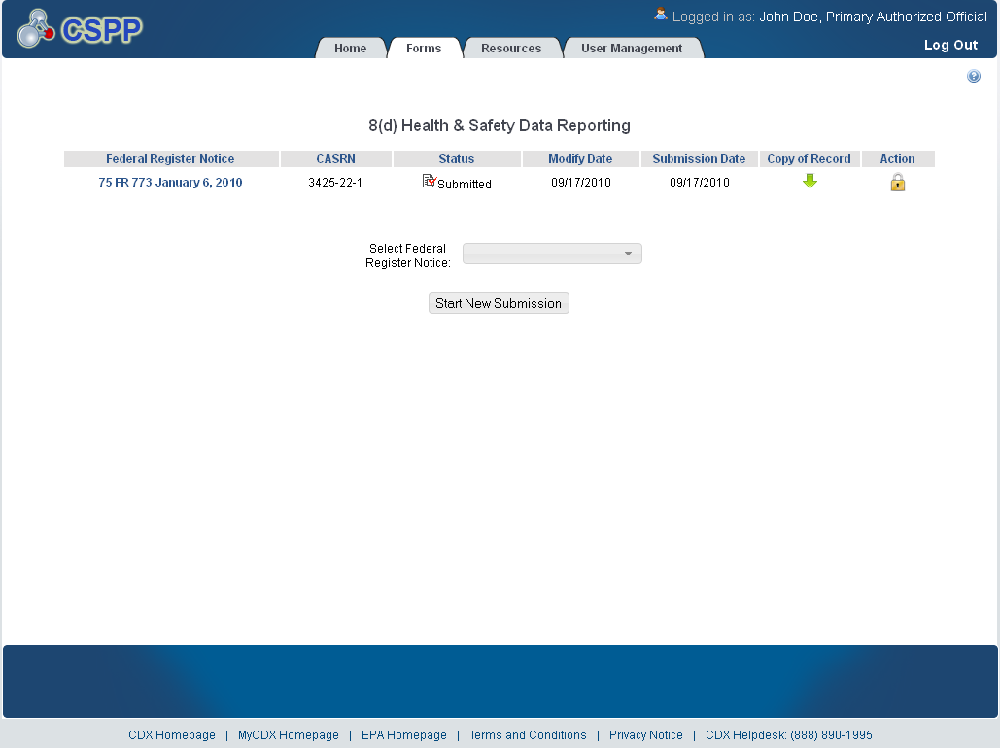 CSPP
Logged in as: John Doe, Primary Authorized Official
Home Forms Resources User Management
Log Out
8(d) Health & Safety Data Reporting
Federal Register Notice CASRN Status Modify Date Submission Date Copy of Record Action
75 FR 773 January 6, 2010 3425-22-1 Submitted 09/17/2010 09/17/2010
Select Federal
Register Notice:
Start New Submission
CDX Homepage | MyCDX Homepage | EPA Homepage | Terms and Conditions | Privacy Notice | CDX Helpdesk: (888) 890-1995